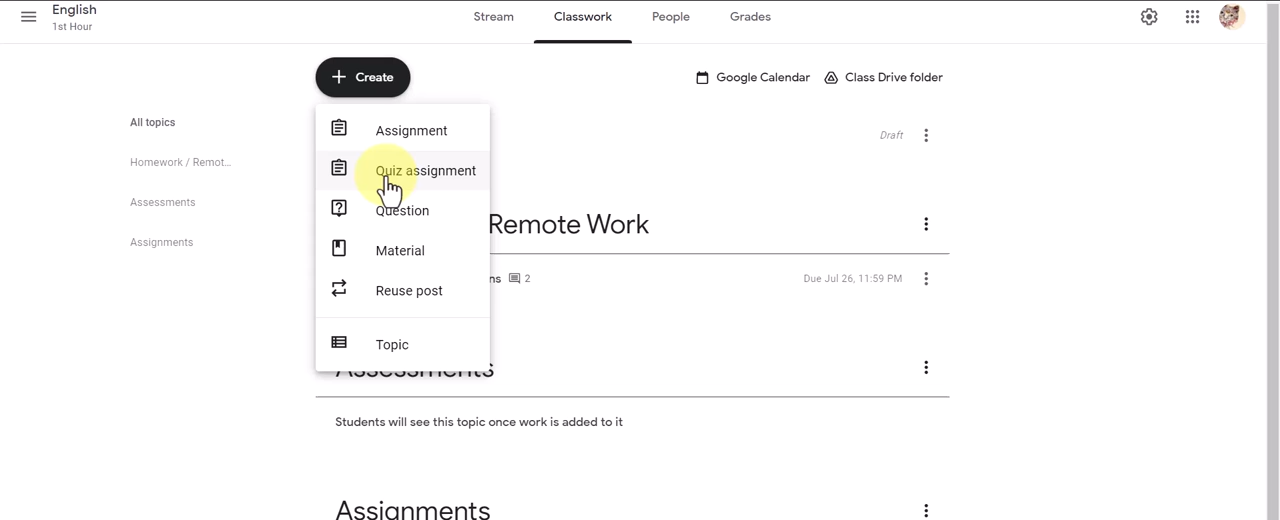 English
1st Hour
Stream
Classwork
People
Grades
+ Create
Google Calendar
Class Drive folder
All topics
Homework / Remot...
Assessments
Assignments
Assignment
Quiz assignment
Question
Material
Reuse post
Topic
Draft
Remote Work
ns 2
Due Jul 26, 11:59 PM
Assessments
Students will see this topic once work is added to it
Assignments